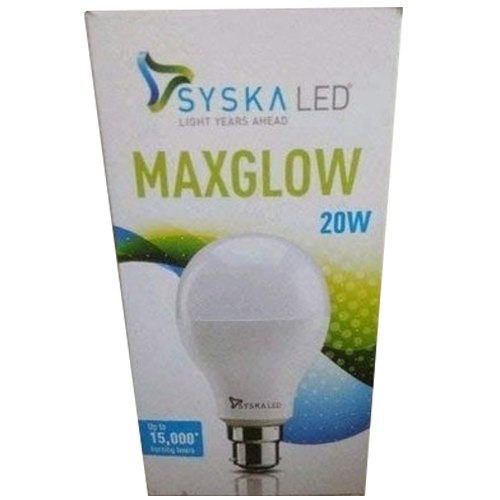 SYSKA LED®
LIGHT YEARS AHEAD
MAXGLOW
20W
SYSKA LED
Up to
15,000*
burning hours